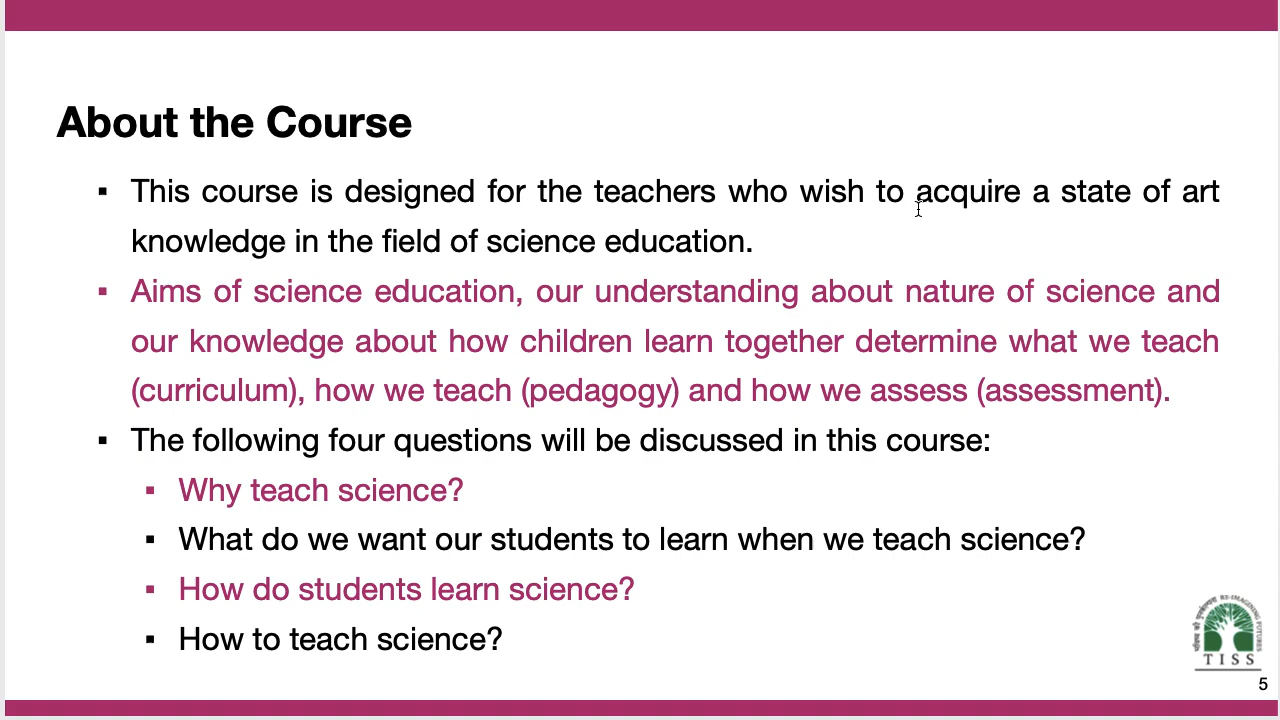 About the Course
▪ This course is designed for the teachers who wish to acquire a state of art
knowledge in the field of science education.
▪ Aims of science education, our understanding about nature of science and
our knowledge about how children learn together determine what we teach
(curriculum), how we teach (pedagogy) and how we assess (assessment).
▪ The following four questions will be discussed in this course:
▪ Why teach science?
▪ What do we want our students to learn when we teach science?
▪ How do students learn science?
▪ How to teach science?
RE-IMAGINING FUTURES
TISS
5